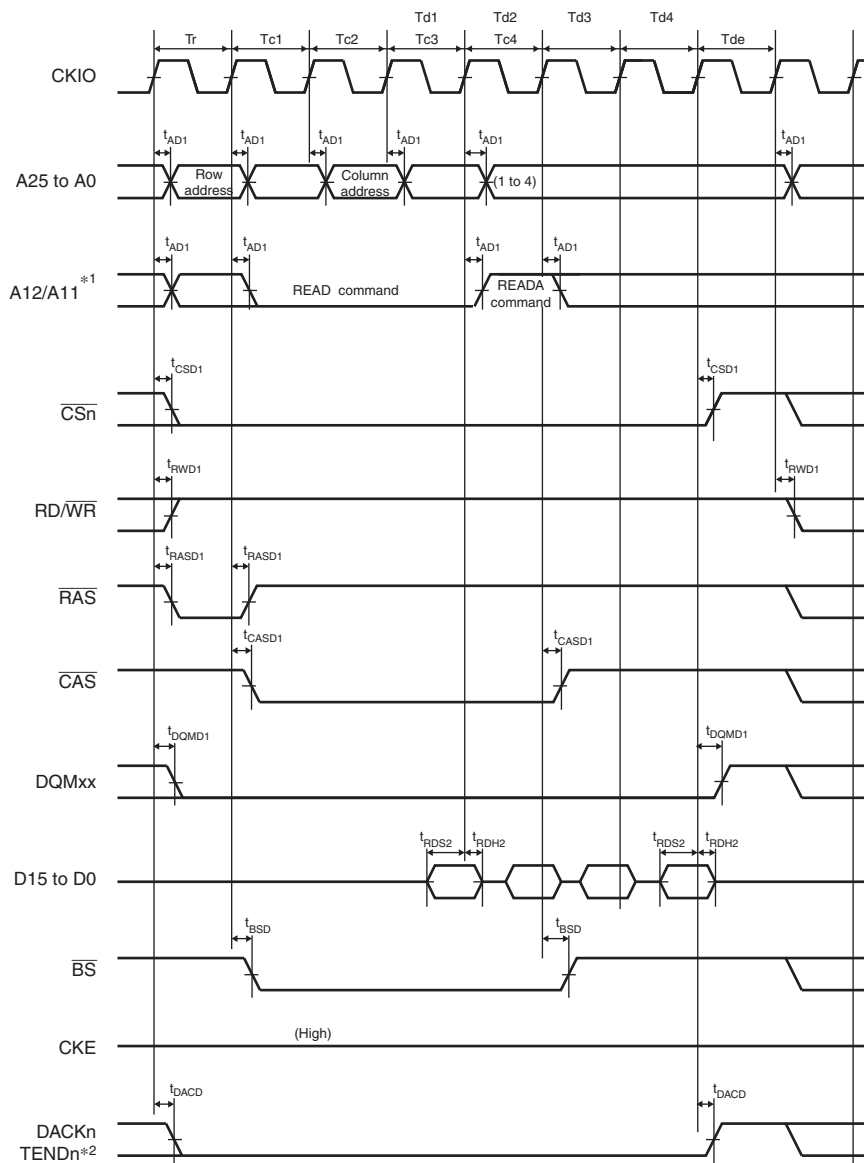 Td1 Td2 Td3 Td4
Tr Tc1 Tc2 Tc3 Tc4 Tde
CKIO
tAD1 tAD1 tAD1 tAD1 tAD1 tAD1
A25 to A0 Row address Column address (1 to 4)
tAD1 tAD1 tAD1 tAD1
A12/A11*1 READ command READA command
tCSD1 tCSD1
CSn
tRWD1 tRWD1
RD/WR
tRASD1 tRASD1
RAS
tCASD1 tCASD1
CAS
tDQMD1 tDQMD1
DQMxx
tRDS2 tRDH2 tRDS2 tRDH2
D15 to D0
tBSD tBSD
BS
(High)
CKE
tDACD tDACD
DACKn
TENDn*2